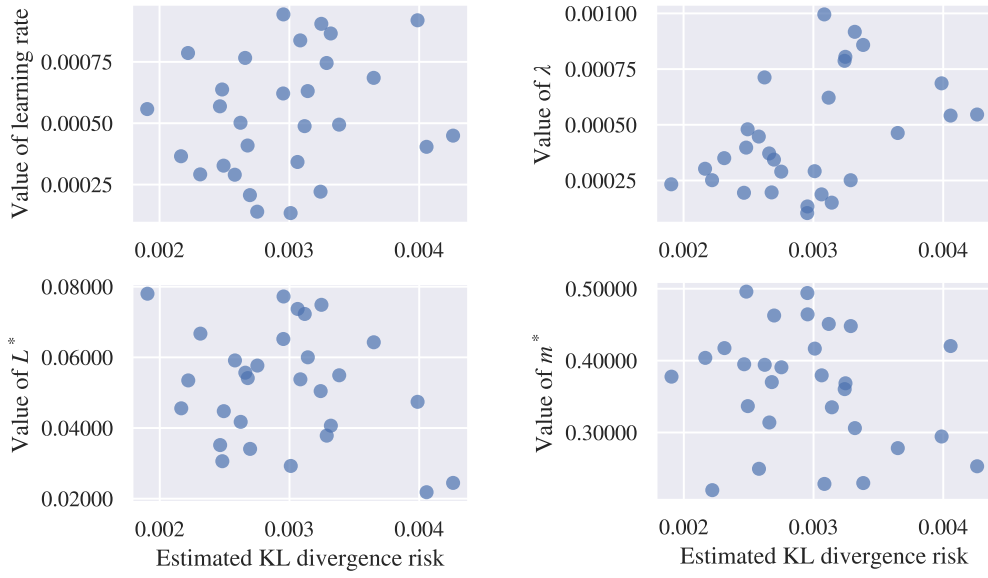 Value of learning rate
0.00075
0.00050
0.00025
0.002 0.003 0.004
Value of λ
0.00100
0.00075
0.00050
0.00025
0.002 0.003 0.004
Value of L*
0.08000
0.06000
0.04000
0.02000
0.002 0.003 0.004
Estimated KL divergence risk
Value of m*
0.50000
0.40000
0.30000
0.002 0.003 0.004
Estimated KL divergence risk